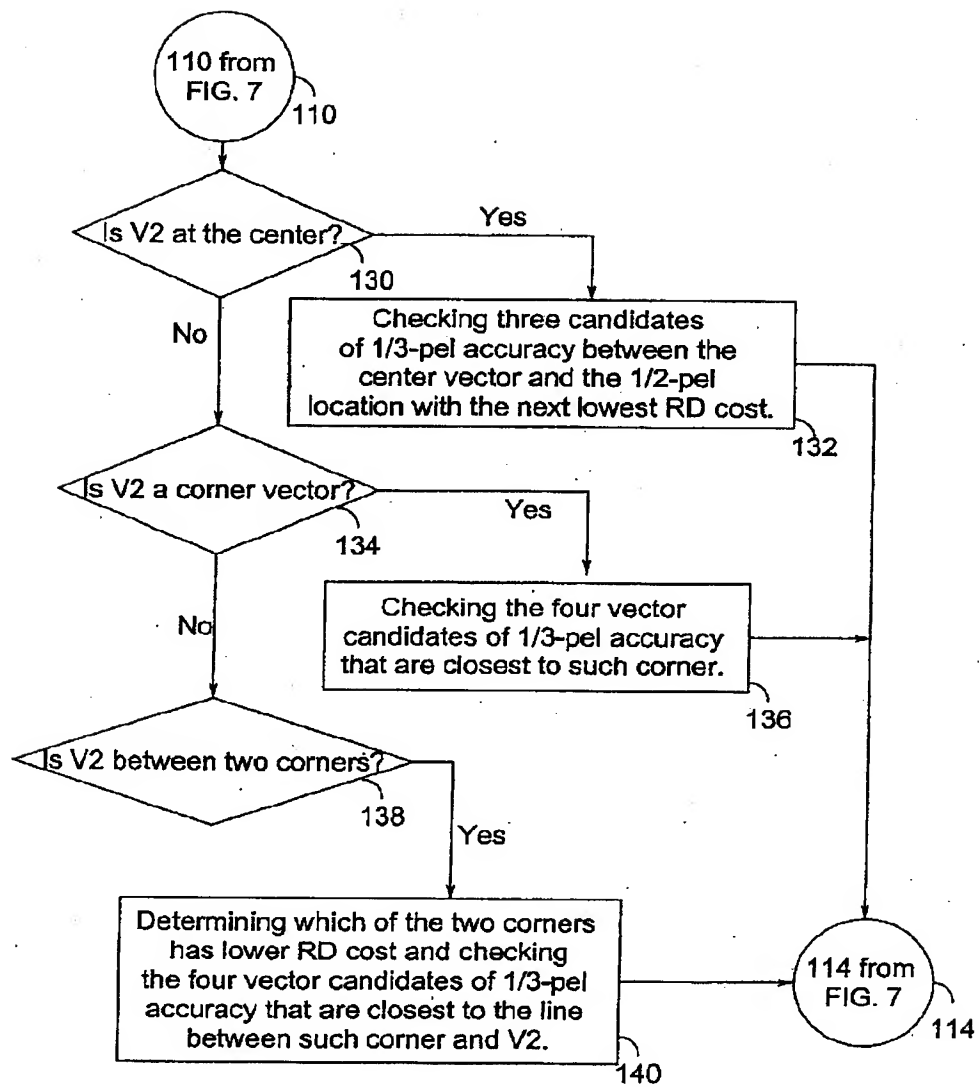 110 from
FIG. 7
110
Is V2 at the center?
Yes
130
No
Checking three candidates
of 1/3-pel accuracy between the
center vector and the 1/2-pel
location with the next lowest RD cost.
132
Is V2 a corner vector?
Yes
134
No
Checking the four vector
candidates of 1/3-pel accuracy
that are closest to such corner.
136
Is V2 between two corners?
138
Yes
Determining which of the two corners
has lower RD cost and checking
the four vector candidates of 1/3-pel
accuracy that are closest to the line
between such corner and V2.
140
114 from
FIG. 7
114